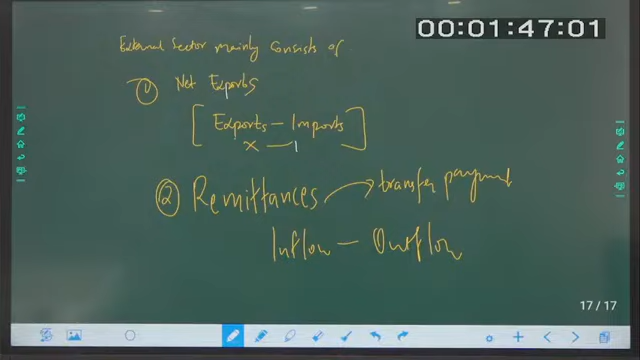 00:01:47:01
External Sector mainly consists of
① Net Exports
[ Exports – Imports ]
X — I
② Remittances → transfer payment
Inflow – Outflow
17/17